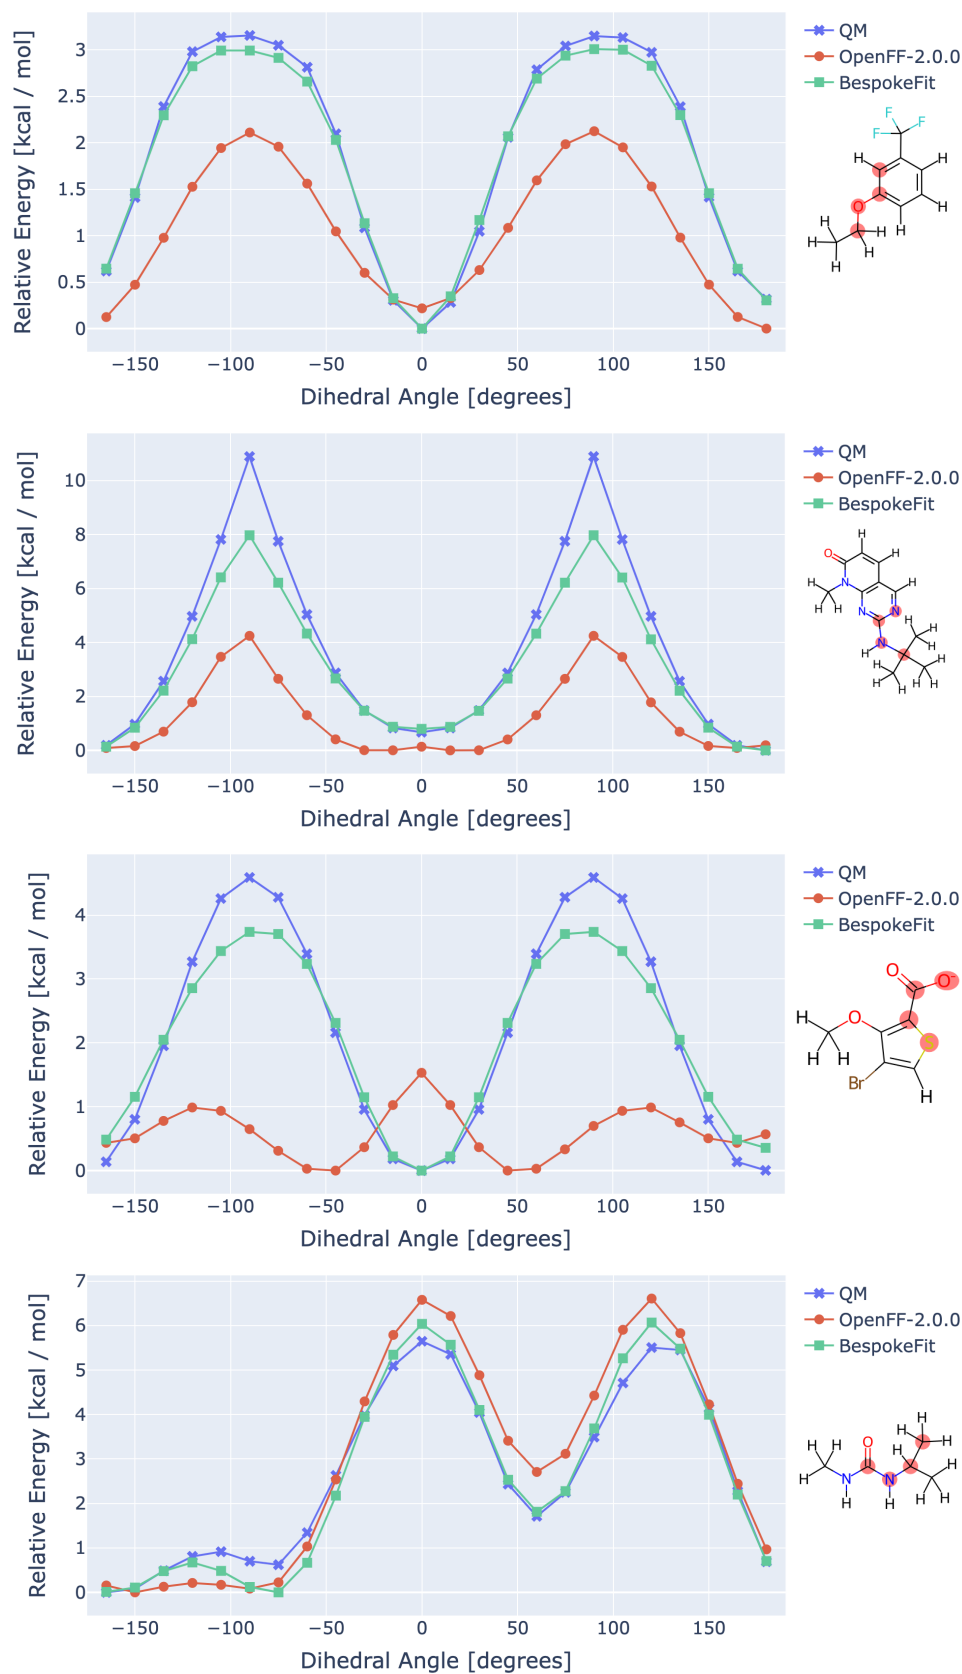 Relative Energy [kcal / mol]
3
2.5
2
1.5
1
0.5
0
−150
−100
−50
0
50
100
150
Dihedral Angle [degrees]
QM
OpenFF-2.0.0
BespokeFit
F
F
F
H
H
O
H
H
H
H
H
H
H
Relative Energy [kcal / mol]
10
8
6
4
2
0
−150
−100
−50
0
50
100
150
Dihedral Angle [degrees]
QM
OpenFF-2.0.0
BespokeFit
H
O
H
H
N
H
H
H
N
N
H
H
H
N
H
H
H
H
H
H
Relative Energy [kcal / mol]
4
3
2
1
0
−150
−100
−50
0
50
100
150
Dihedral Angle [degrees]
QM
OpenFF-2.0.0
BespokeFit
O
O⁻
H
O
S
H
H
Br
H
Relative Energy [kcal / mol]
7
6
5
4
3
2
1
0
−150
−100
−50
0
50
100
150
Dihedral Angle [degrees]
QM
OpenFF-2.0.0
BespokeFit
H
H
H
O
H
H
H
H
N
N
H
H
H
H